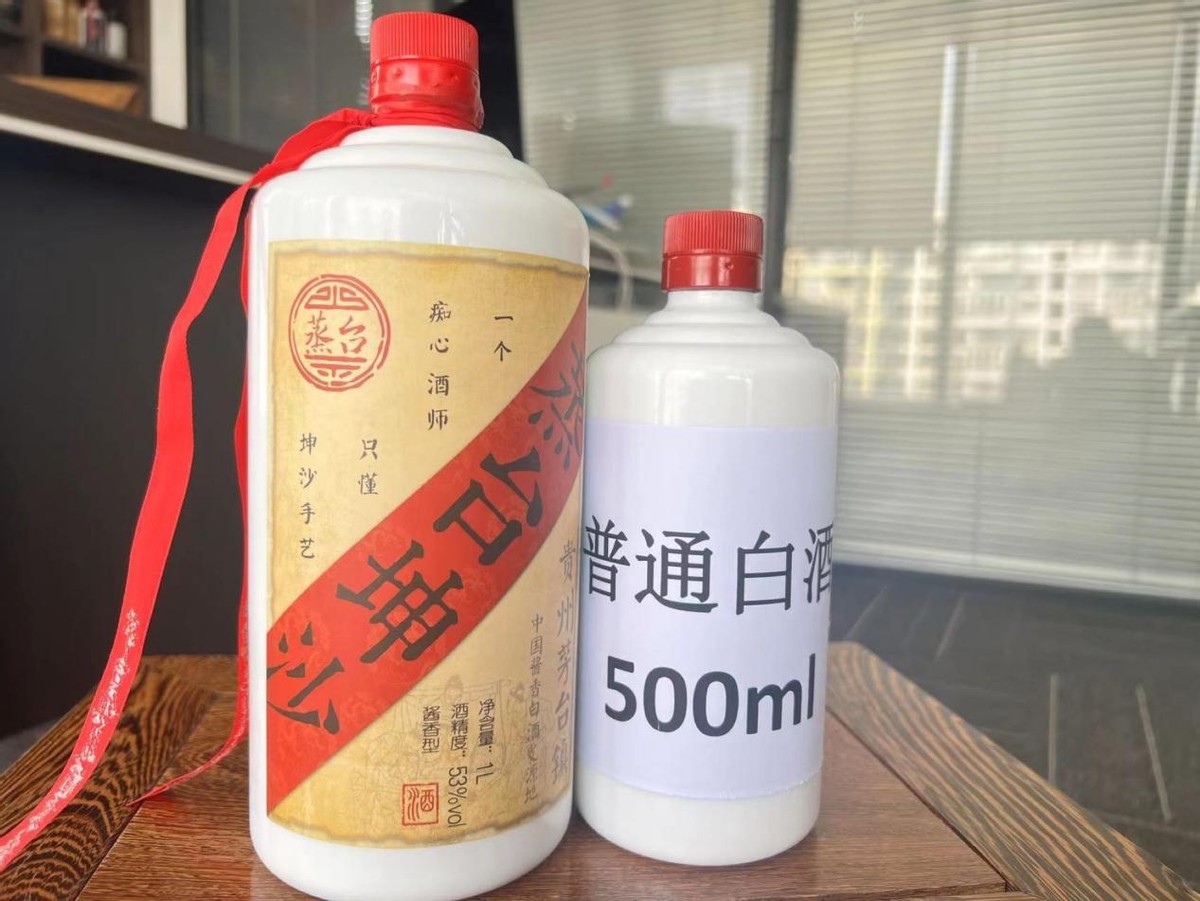 蒸台
一个
痴心酒师
只懂
坤沙手艺
蒸台坤沙
贵州茅台镇
中国酱香白酒发源地
净含量：1L
酒精度：53%vol
酱香型
酒
普通白酒
500ml